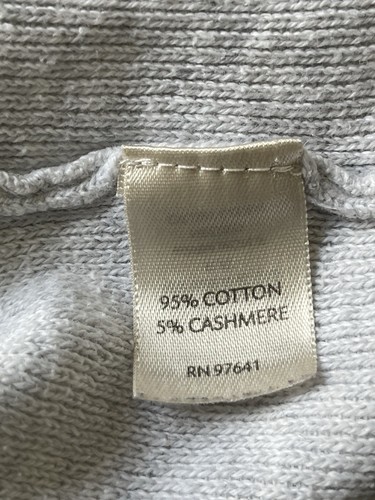 95% COTTON
5% CASHMERE
RN 97641